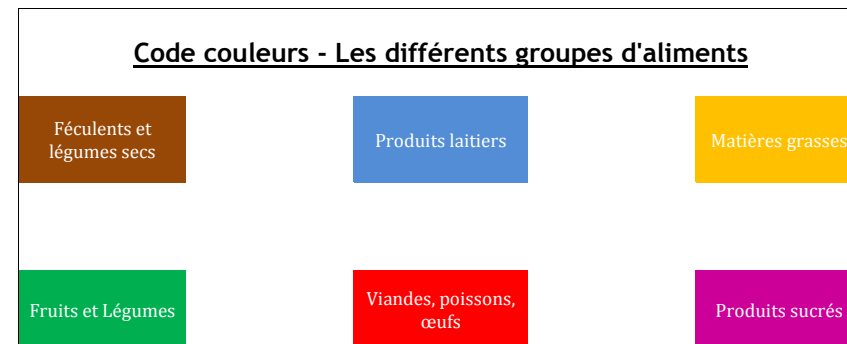 Code couleurs - Les différents groupes d'aliments
Féculents et
légumes secs
Produits laitiers
Matières grasses
Fruits et Légumes
Viandes, poissons,
œufs
Produits sucrés